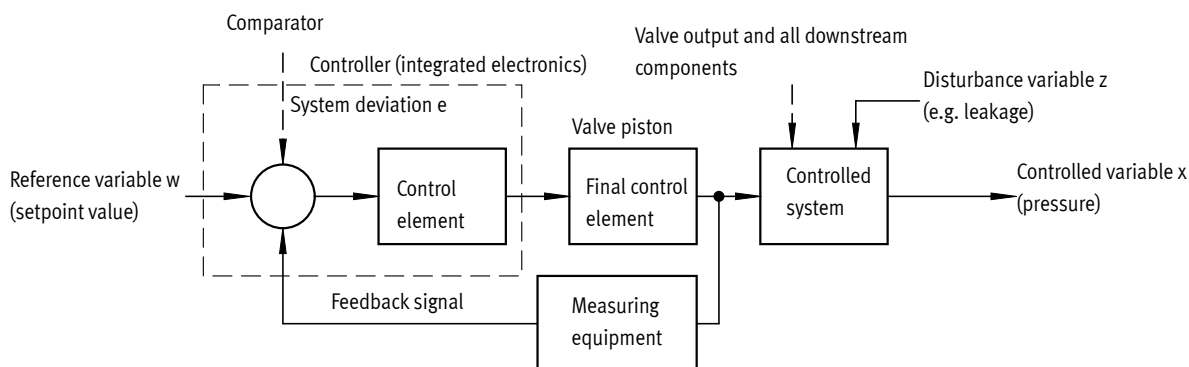 Comparator
Controller (integrated electronics)
System deviation e
Valve output and all downstream
components
Disturbance variable z
(e.g. leakage)
Valve piston
Reference variable w
(setpoint value)
Control
element
Final control
element
Controlled
system
Controlled variable x
(pressure)
Feedback signal
Measuring
equipment